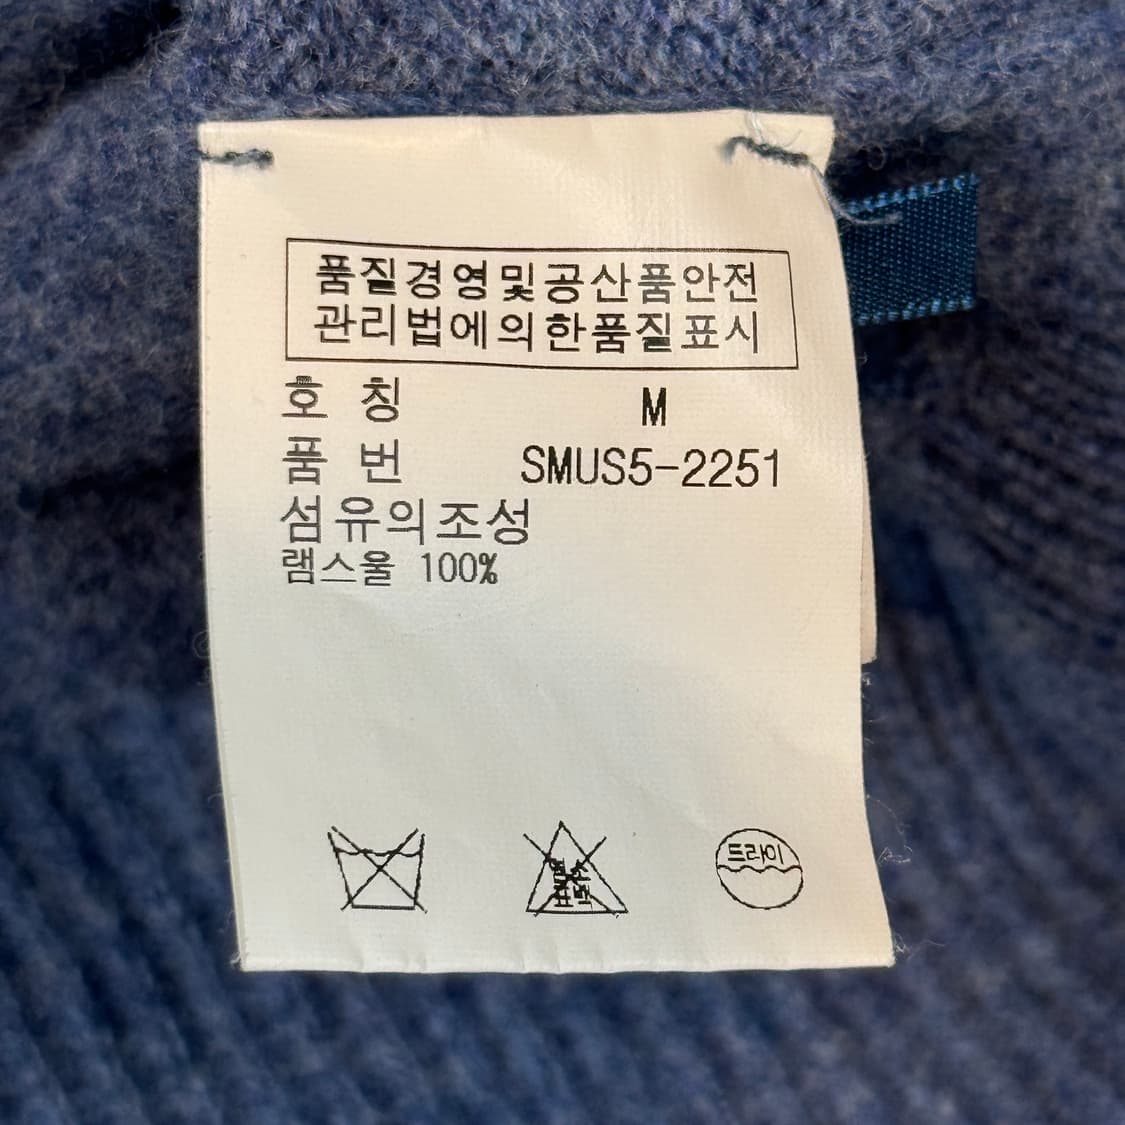 품질경영및공산품안전
관리법에의한품질표시
호 칭 M
품 번 SMUS5-2251
섬유의조성
램스울 100%
드라이